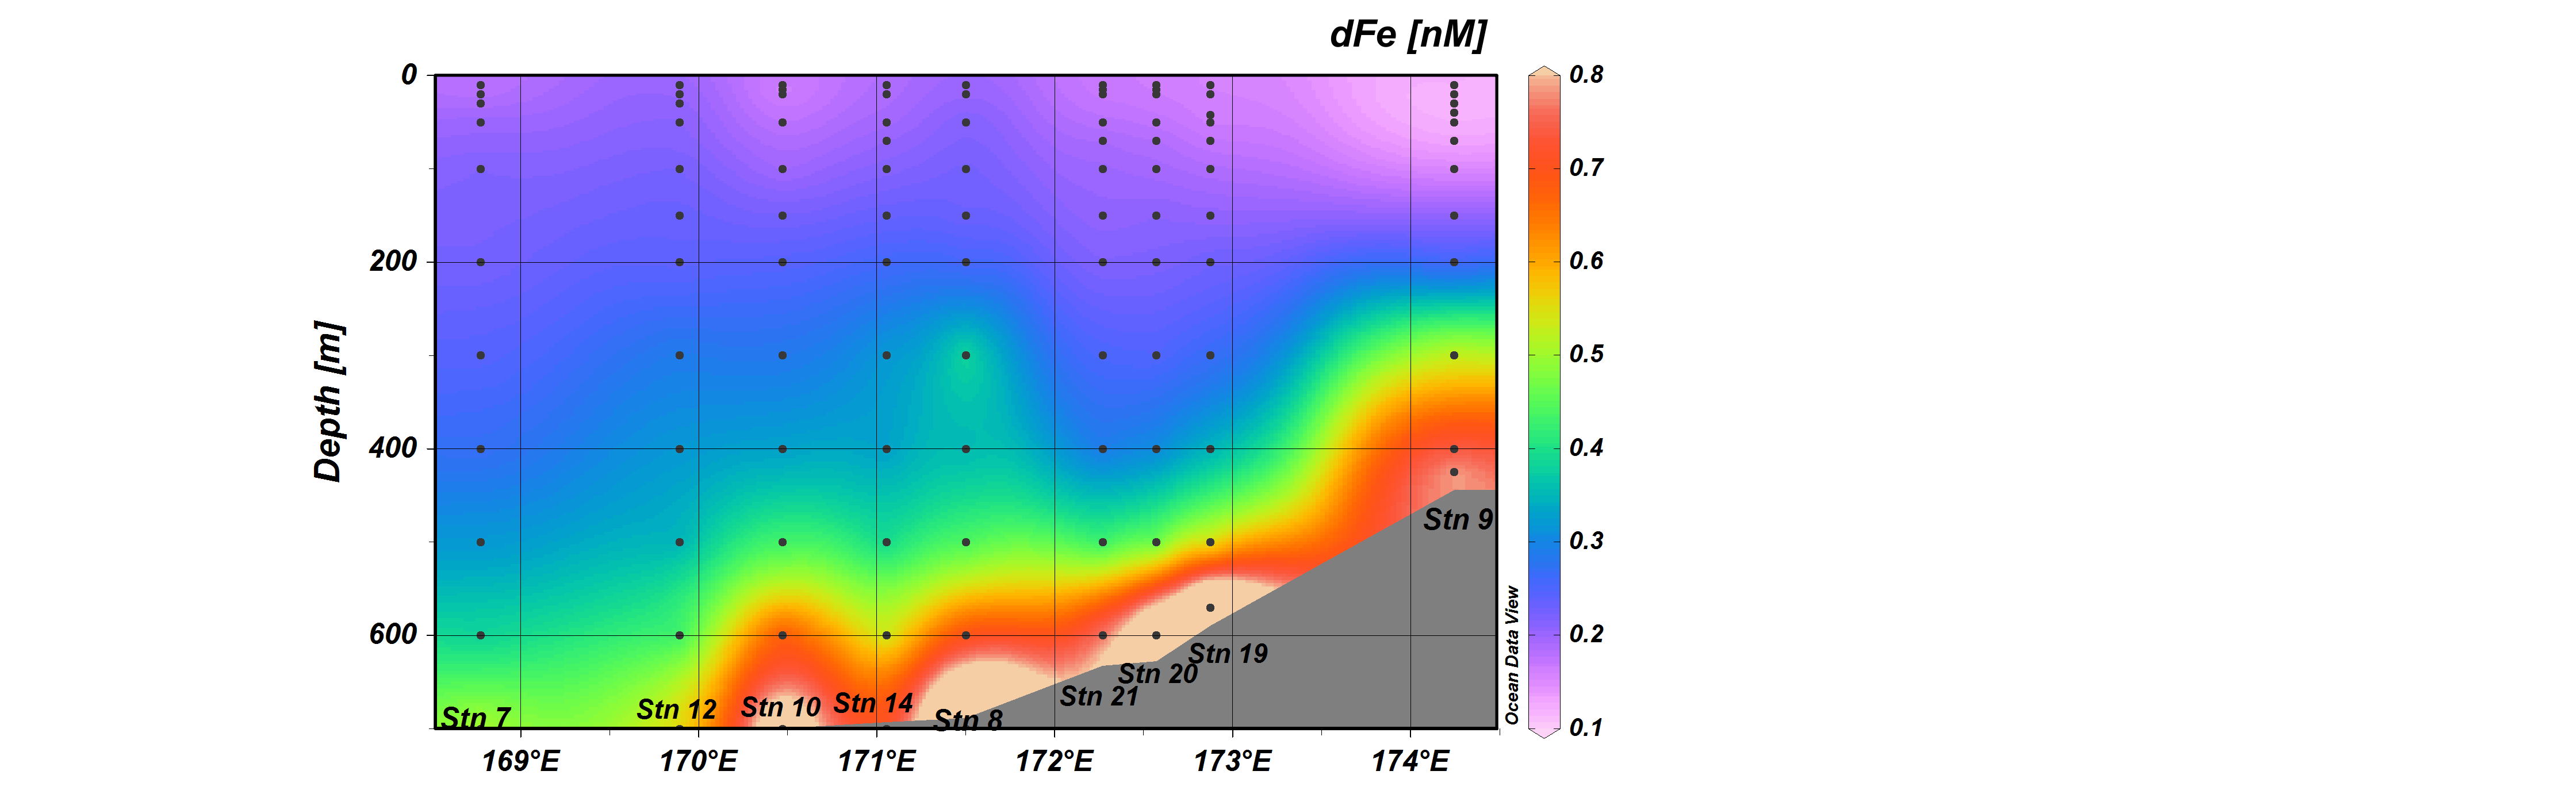 dFe [nM]
0
200
400
600
Depth [m]
Stn 7
Stn 12
Stn 10
Stn 14
Stn 8
Stn 21
Stn 20
Stn 19
Stn 9
169°E
170°E
171°E
172°E
173°E
174°E
Ocean Data View
0.8
0.7
0.6
0.5
0.4
0.3
0.2
0.1